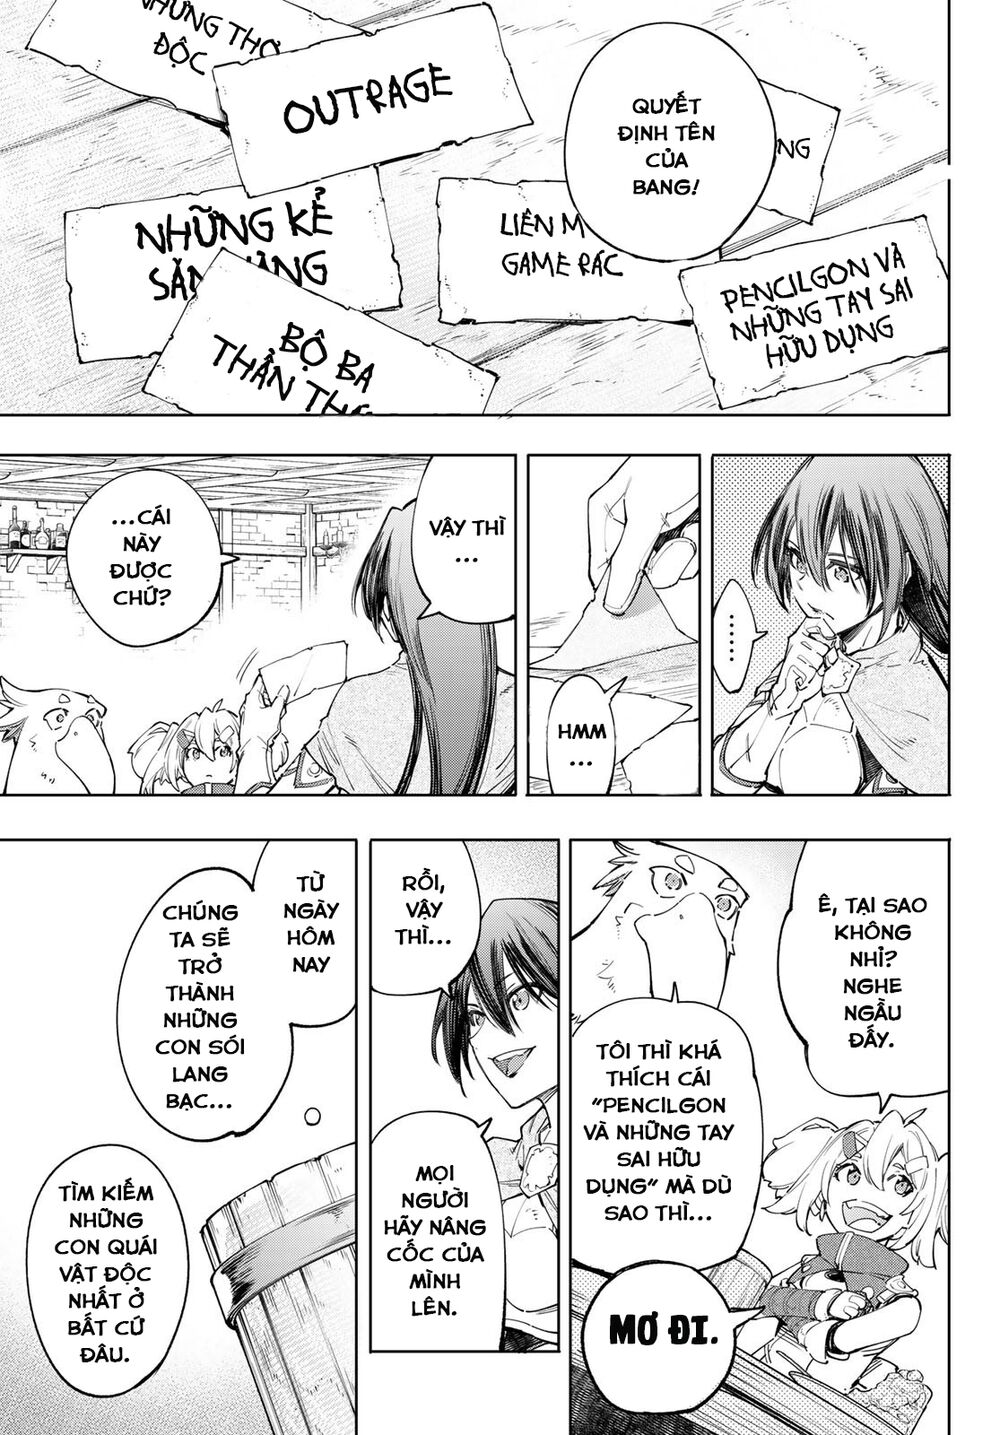 QUYẾT
ĐỊNH TÊN
CỦA
BANG!
ĐỘC
OUTRAGE
NHỮNG KẺ
BỘ BA
THẦN
LIÊN
GAME RÁC
PENCILGON VÀ
NHỮNG TAY SAI
HỮU DỤNG
......
HMM
...
VẬY THÌ
...
...CÁI
NÀY
ĐƯỢC
CHỨ?
Ê, TẠI SAO
KHÔNG
NHỈ?
NGHE
NGẦU
ĐẤY.
TÔI THÌ KHÁ
THÍCH CÁI
"PENCILGON
VÀ NHỮNG TAY
SAI HỮU
DỤNG" MÀ DÙ
SAO THÌ...
MƠ ĐI.
RỒI,
VẬY
THÌ...
MỌI
NGƯỜI
HÃY NÂNG
CỐC CỦA
MÌNH
LÊN.
TỪ
NGÀY
HÔM
NAY
CHÚNG
TA SẼ
TRỞ
THÀNH
NHỮNG
CON SÓI
LANG
BẠC...
TÌM KIẾM
NHỮNG
CON QUÁI
VẬT ĐỘC
NHẤT Ở
BẤT CỨ
ĐÂU.